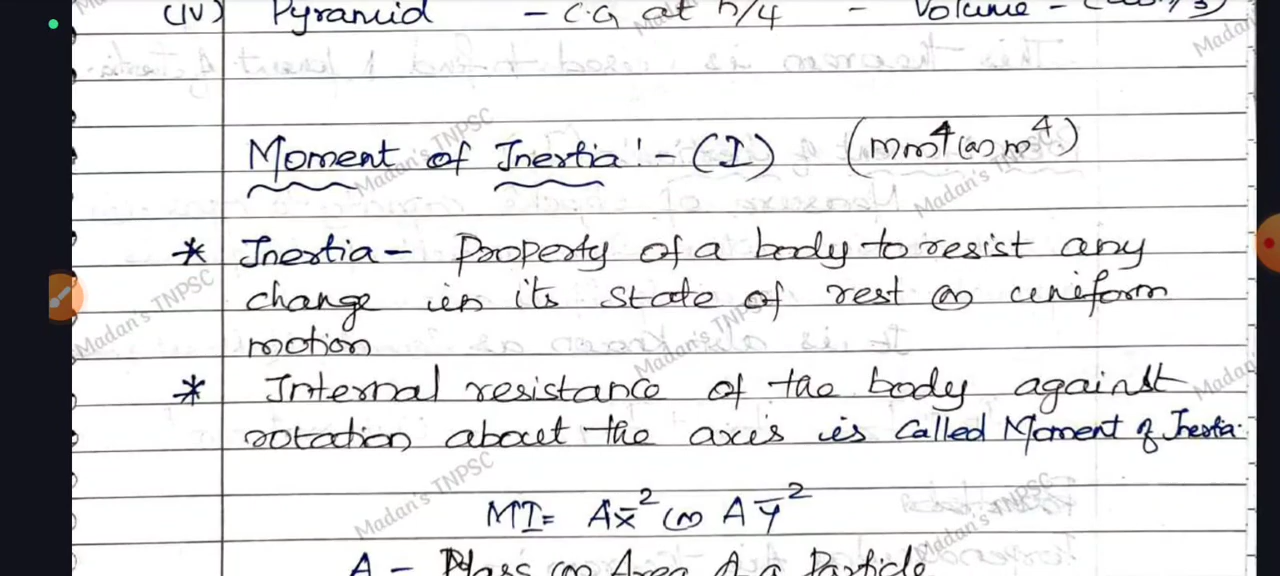 (IV) Pyramid - C.G at h/4 - Volume -
Moment of Inertia :- (I) (mm⁴ (or) m⁴)
* Inertia - Property of a body to resist any
change in its state of rest (or) uniform
motion
* Internal resistance of the body against
rotation about the axis is called Moment of Inertia.
MI = Ax̄² (or) Aȳ²
A - Mass (or) Area of a Particle
Madan's TNPSC